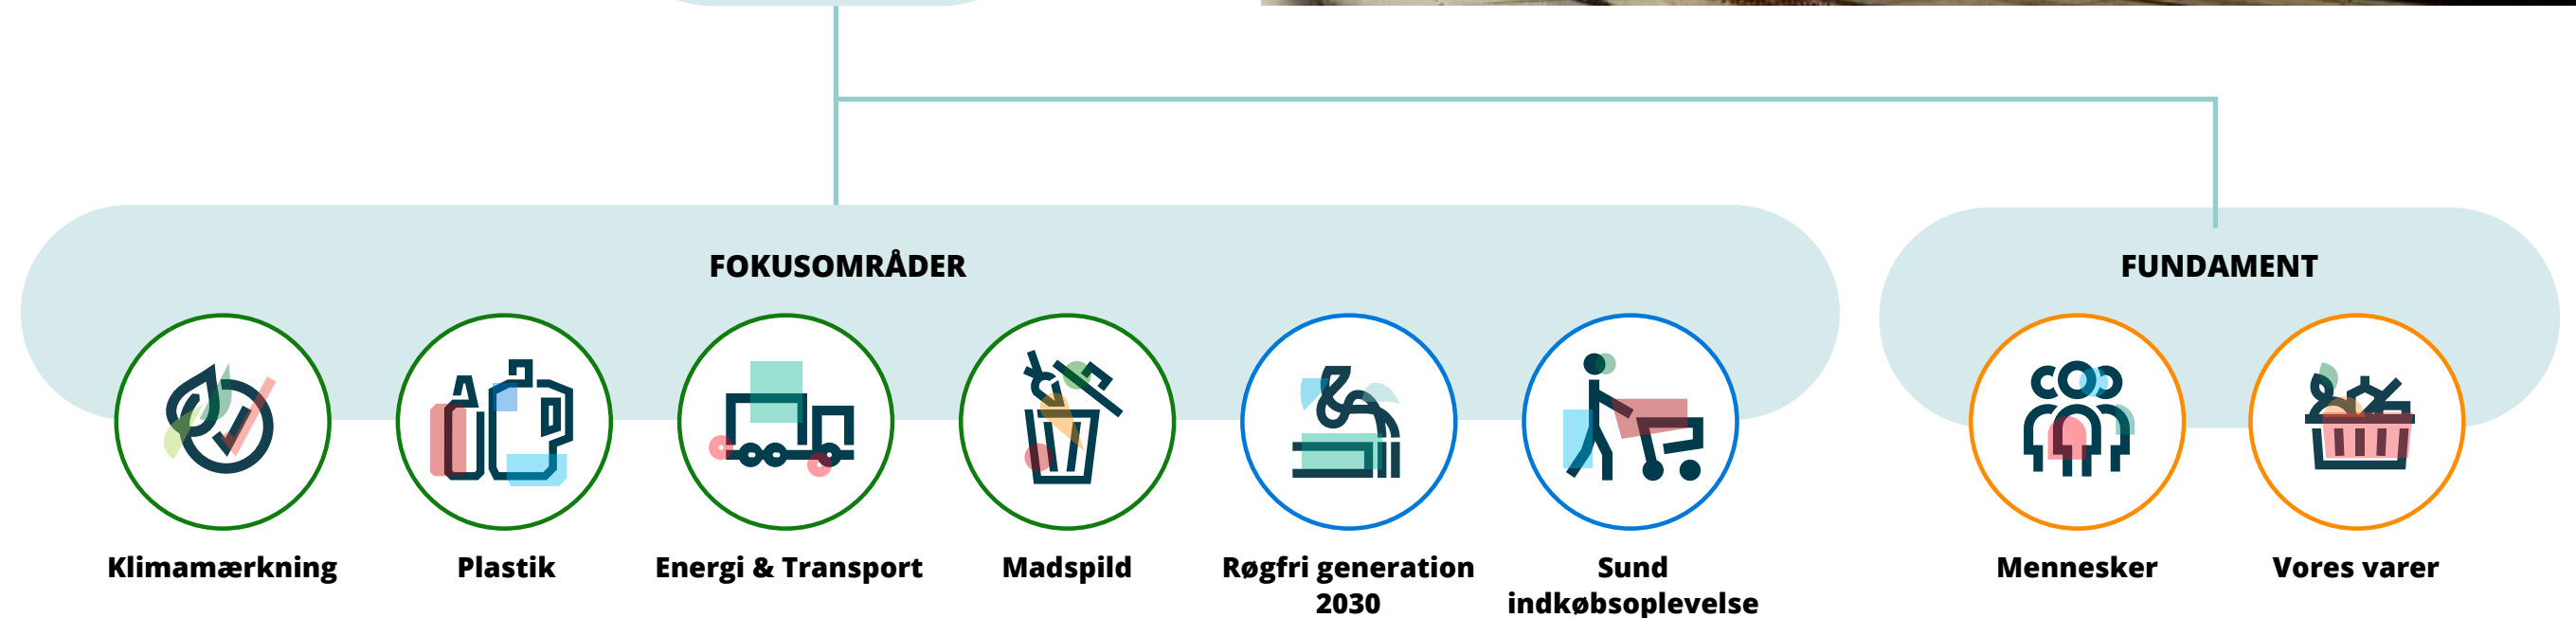 FOKUSOMRÅDER
Klimamærkning
Plastik
Energi & Transport
Madspild
Røgfri generation
2030
Sund
indkøbsoplevelse
FUNDAMENT
Mennesker
Vores varer